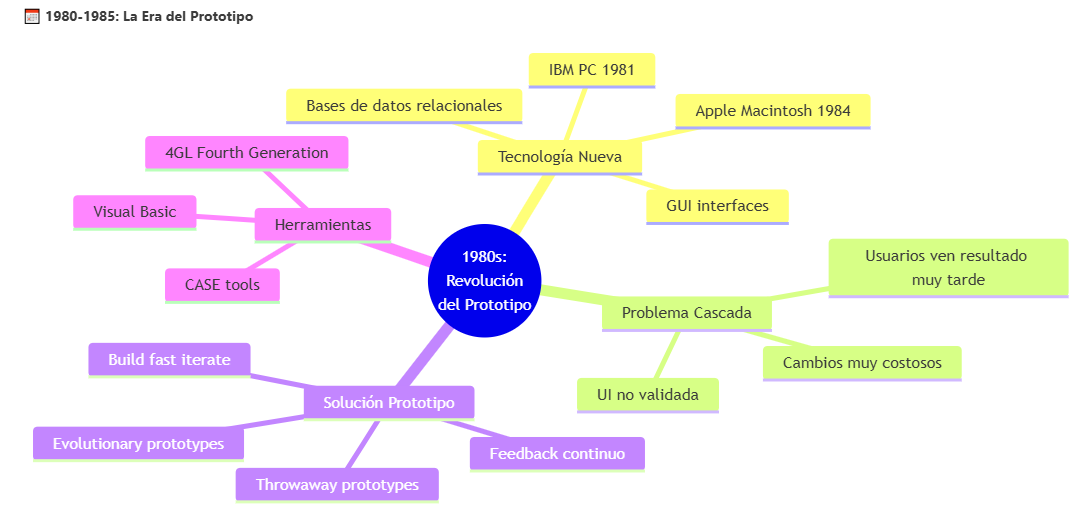 📅 1980-1985: La Era del Prototipo
IBM PC 1981
Bases de datos relacionales
Apple Macintosh 1984
Tecnología Nueva
GUI interfaces
4GL Fourth Generation
Visual Basic
Herramientas
CASE tools
1980s:
Revolución
del Prototipo
Usuarios ven resultado
muy tarde
Problema Cascada
Cambios muy costosos
UI no validada
Build fast iterate
Solución Prototipo
Evolutionary prototypes
Feedback continuo
Throwaway prototypes